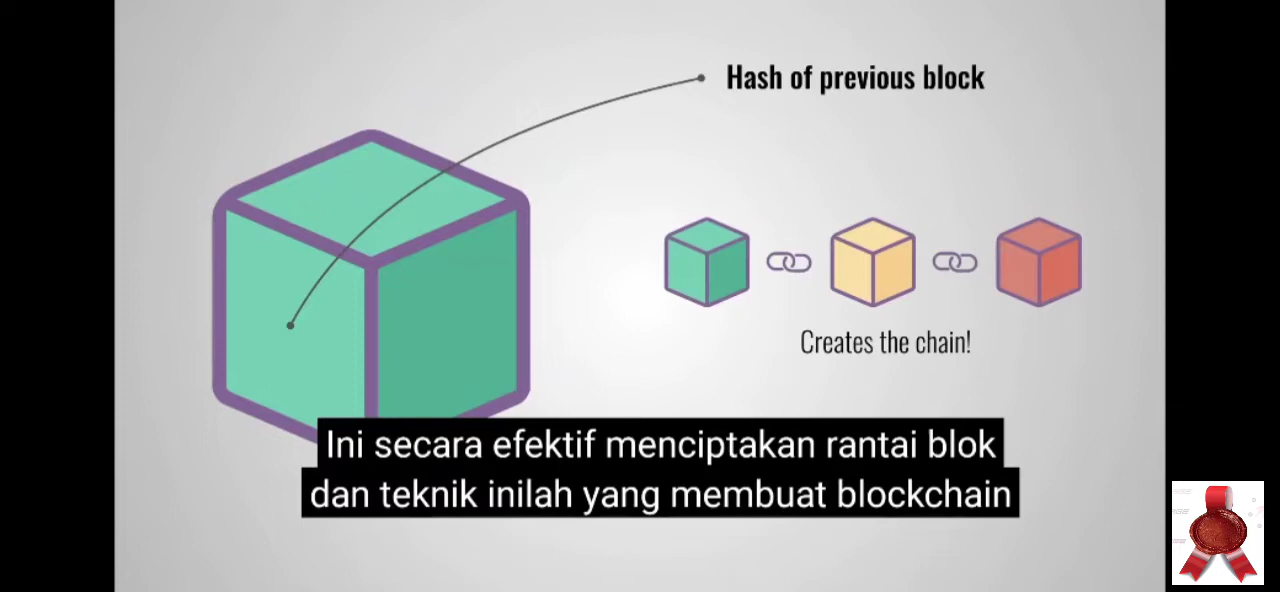 Hash of previous block
Creates the chain!
Ini secara efektif menciptakan rantai blok
dan teknik inilah yang membuat blockchain